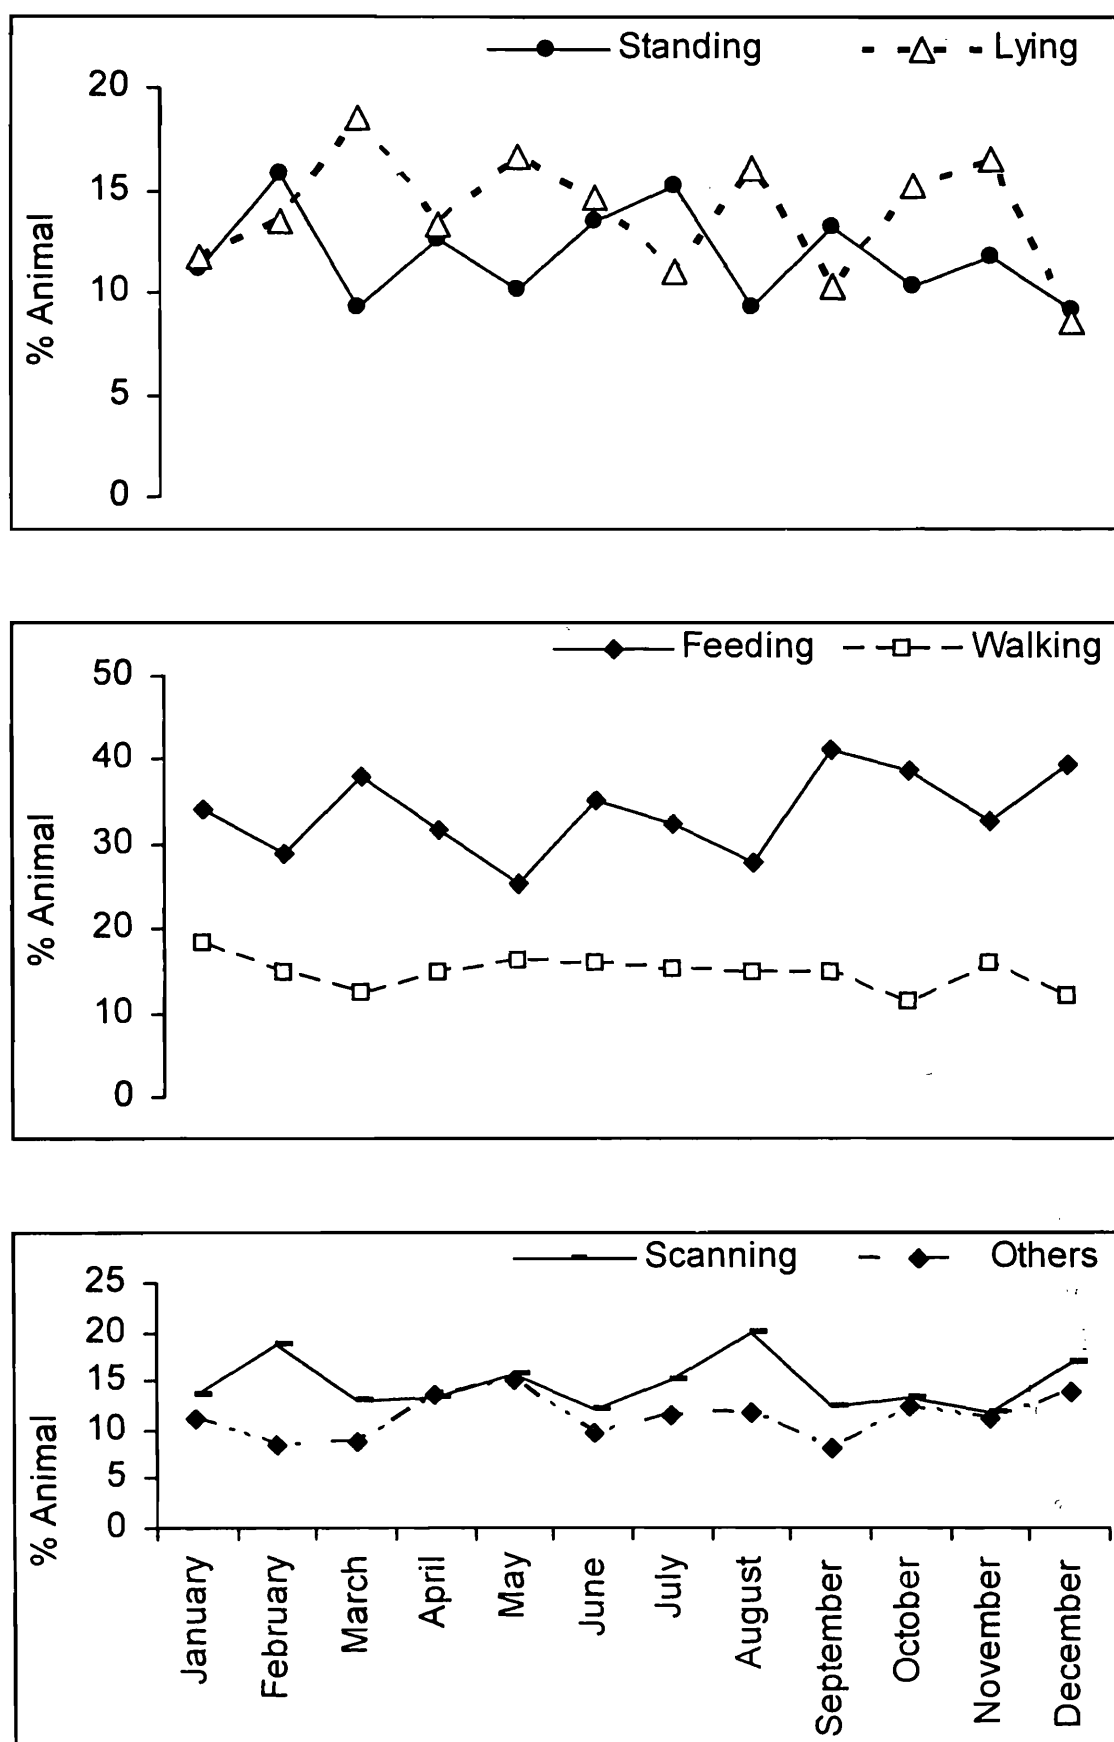 Standing Lying
20
15
10
5
0
% Animal
Feeding Walking
50
40
30
20
10
0
% Animal
Scanning Others
25
20
15
10
5
0
% Animal
January
February
March
April
May
June
July
August
September
October
November
December